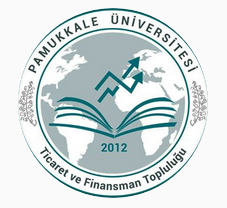 PAMUKKALE ÜNİVERSİTESİ
2012
Ticaret ve Finansman Topluluğu